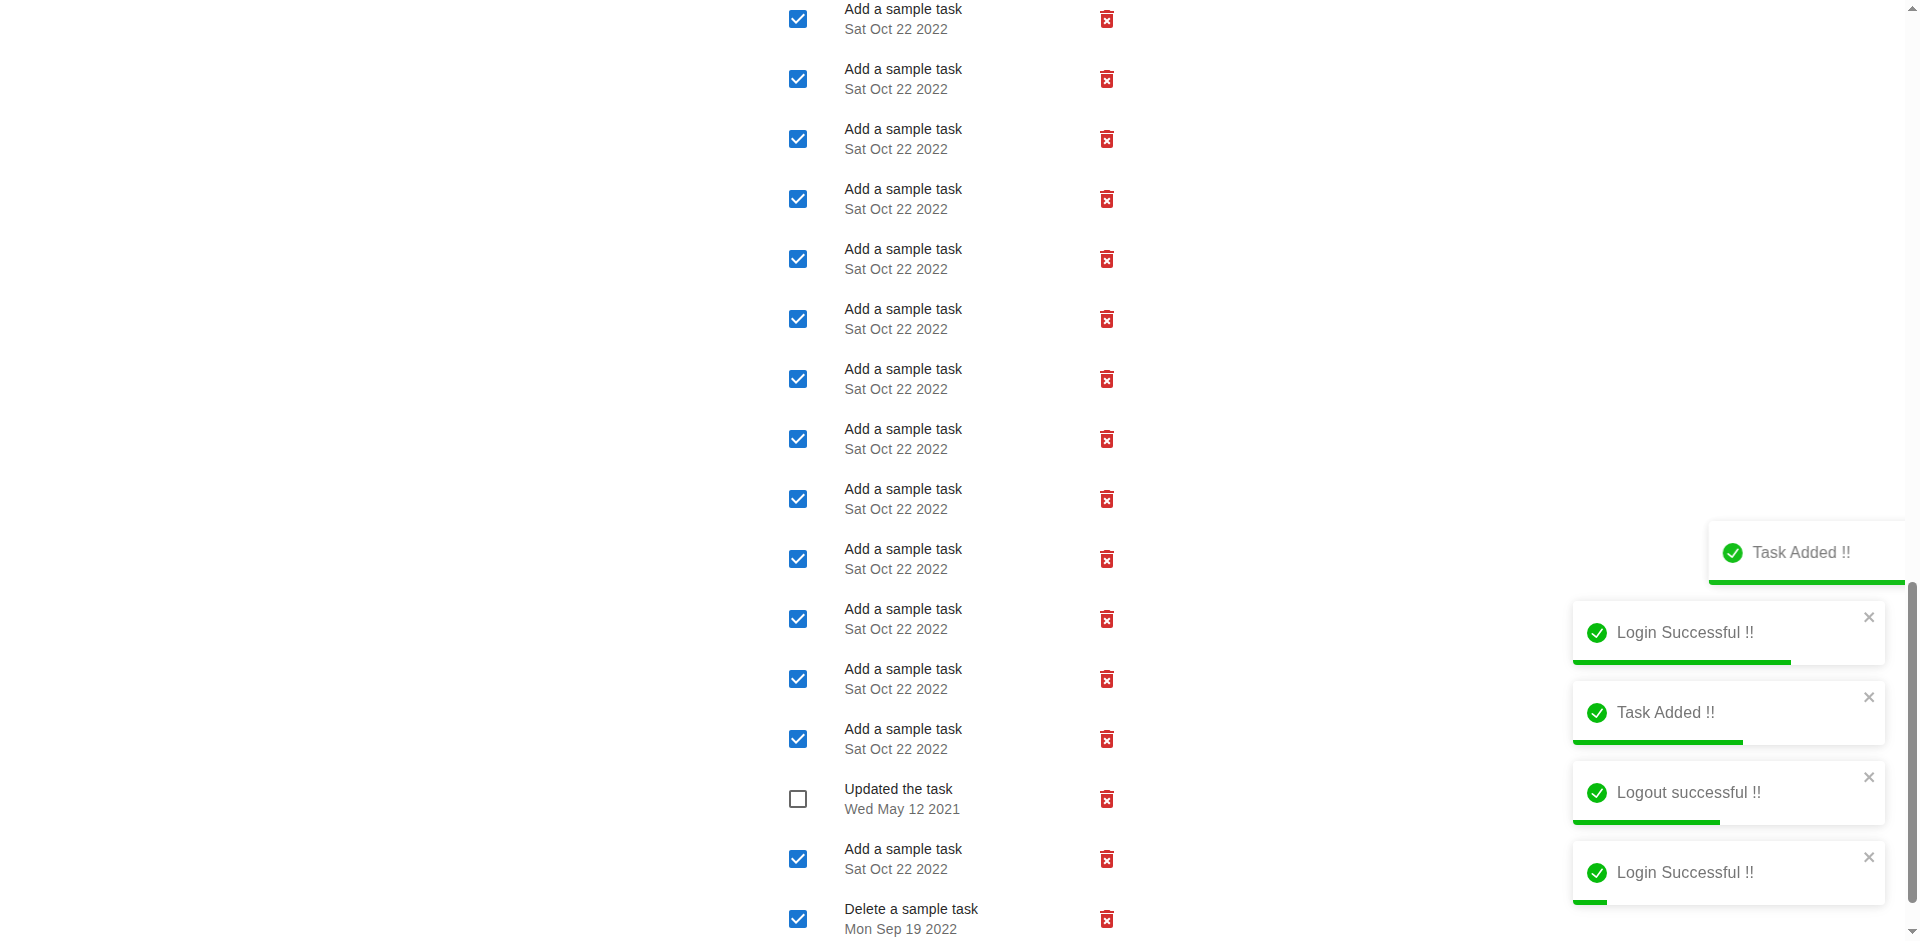 Add a sample task
Sat Oct 22 2022
Add a sample task
Sat Oct 22 2022
Add a sample task
Sat Oct 22 2022
Add a sample task
Sat Oct 22 2022
Add a sample task
Sat Oct 22 2022
Add a sample task
Sat Oct 22 2022
Add a sample task
Sat Oct 22 2022
Add a sample task
Sat Oct 22 2022
Add a sample task
Sat Oct 22 2022
Add a sample task
Sat Oct 22 2022
Add a sample task
Sat Oct 22 2022
Add a sample task
Sat Oct 22 2022
Add a sample task
Sat Oct 22 2022
Updated the task
Wed May 12 2021
Add a sample task
Sat Oct 22 2022
Delete a sample task
Mon Sep 19 2022
Task Added !!
Login Successful !!
Task Added !!
Logout successful !!
Login Successful !!